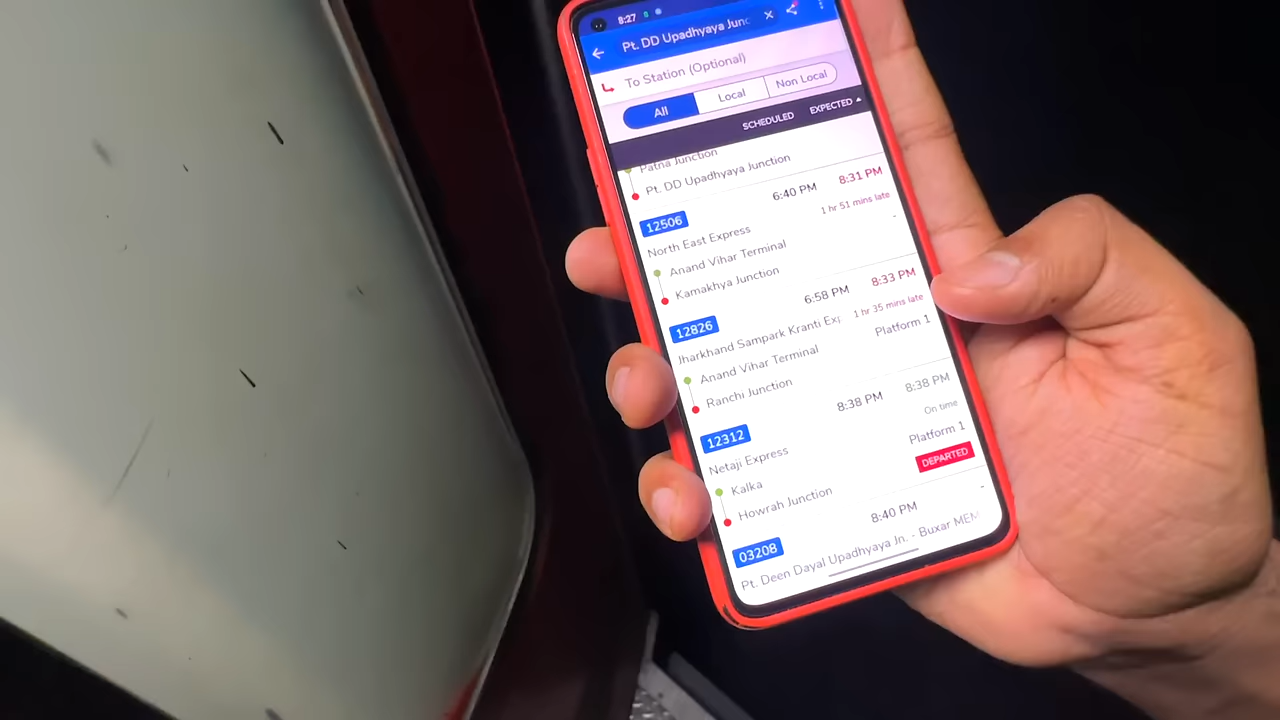 8:27
Pt. DD Upadhyaya Junc
To Station (Optional)
All Local Non Local
SCHEDULED EXPECTED
Patna Junction
Pt. DD Upadhyaya Junction
12506 6:40 PM 8:31 PM
1 hr 51 mins late
North East Express -
Anand Vihar Terminal
Kamakhya Junction
12826 6:58 PM 8:33 PM
Jharkhand Sampark Kranti Exp 1 hr 35 mins late
Anand Vihar Terminal Platform 1
Ranchi Junction
12312 8:38 PM 8:38 PM
On time
Netaji Express Platform 1
Kalka DEPARTED
Howrah Junction
03208 8:40 PM -
Pt. Deen Dayal Upadhyaya Jn. - Buxar MEM